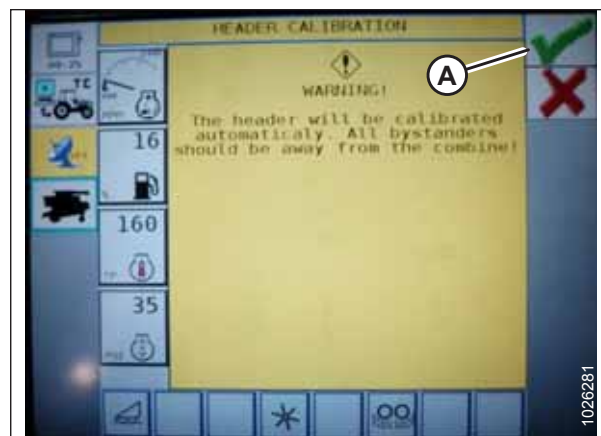 HEADER CALIBRATION
WARNING!
The header will be calibrated
automaticaly. All bystanders
should be away from the combine!
A
TC
16
160
35
1026281